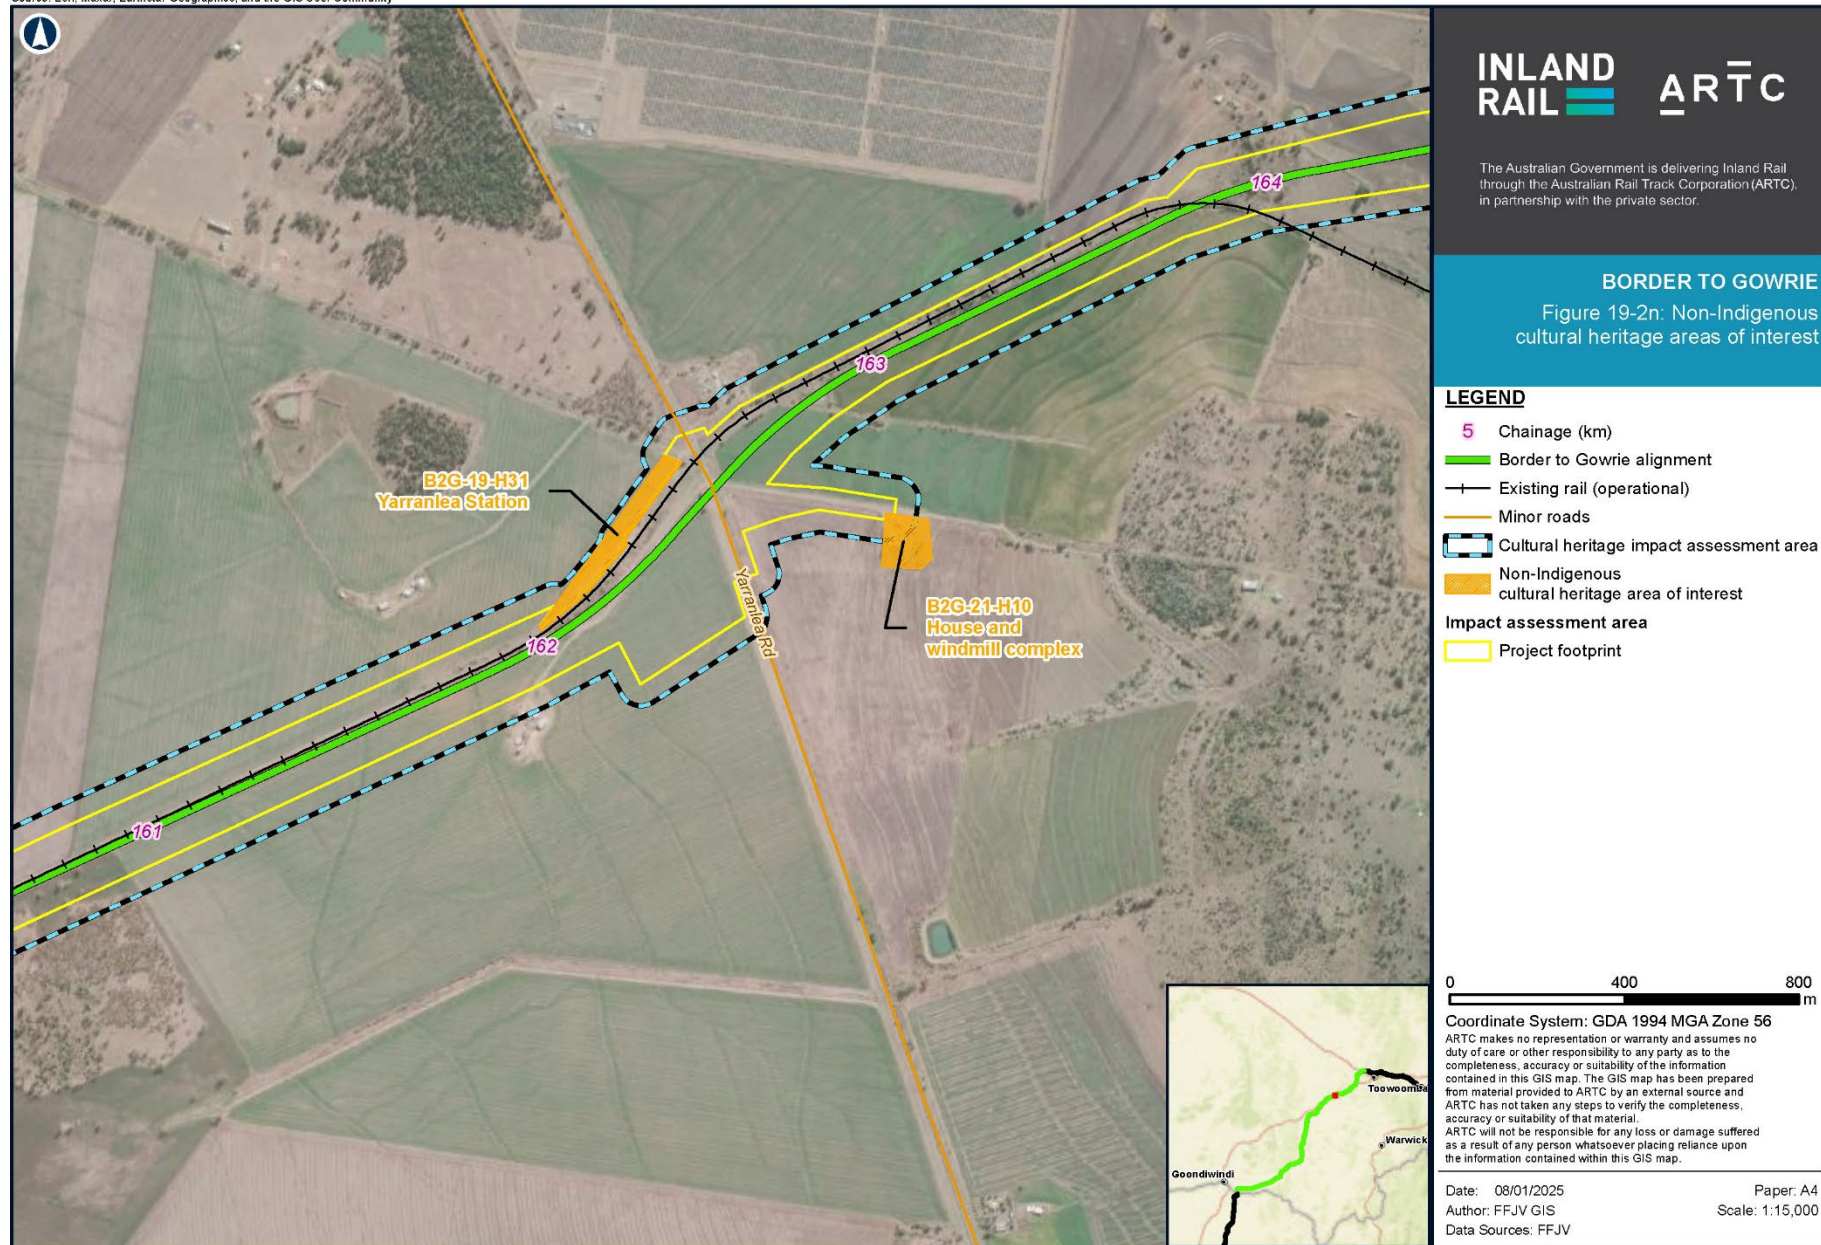 INLAND
RAIL
ARTC
The Australian Government is delivering Inland Rail
through the Australian Rail Track Corporation (ARTC),
in partnership with the private sector.
BORDER TO GOWRIE
Figure 19-2n: Non-Indigenous
cultural heritage areas of interest
LEGEND
5 Chainage (km)
Border to Gowrie alignment
Existing rail (operational)
Minor roads
Cultural heritage impact assessment area
Non-Indigenous
cultural heritage area of interest
Impact assessment area
Project footprint
164
163
B2G-19-H31
Yarranlea Station
Yarranlea Rd
B2G-21-H10
House and
windmill complex
162
161
Toowoomba
Warwick
Goondiwindi
0 400 800
m
Coordinate System: GDA 1994 MGA Zone 56
ARTC makes no representation or warranty and assumes no
duty of care or other responsibility to any party as to the
completeness, accuracy or suitability of the information
contained in this GIS map. The GIS map has been prepared
from material provided to ARTC by an external source and
ARTC has not taken any steps to verify the completeness,
accuracy or suitability of that material.
ARTC will not be responsible for any loss or damage suffered
as a result of any person whatsoever placing reliance upon
the information contained within this GIS map.
Date: 08/01/2025 Paper: A4
Author: FFJV GIS Scale: 1:15,000
Data Sources: FFJV